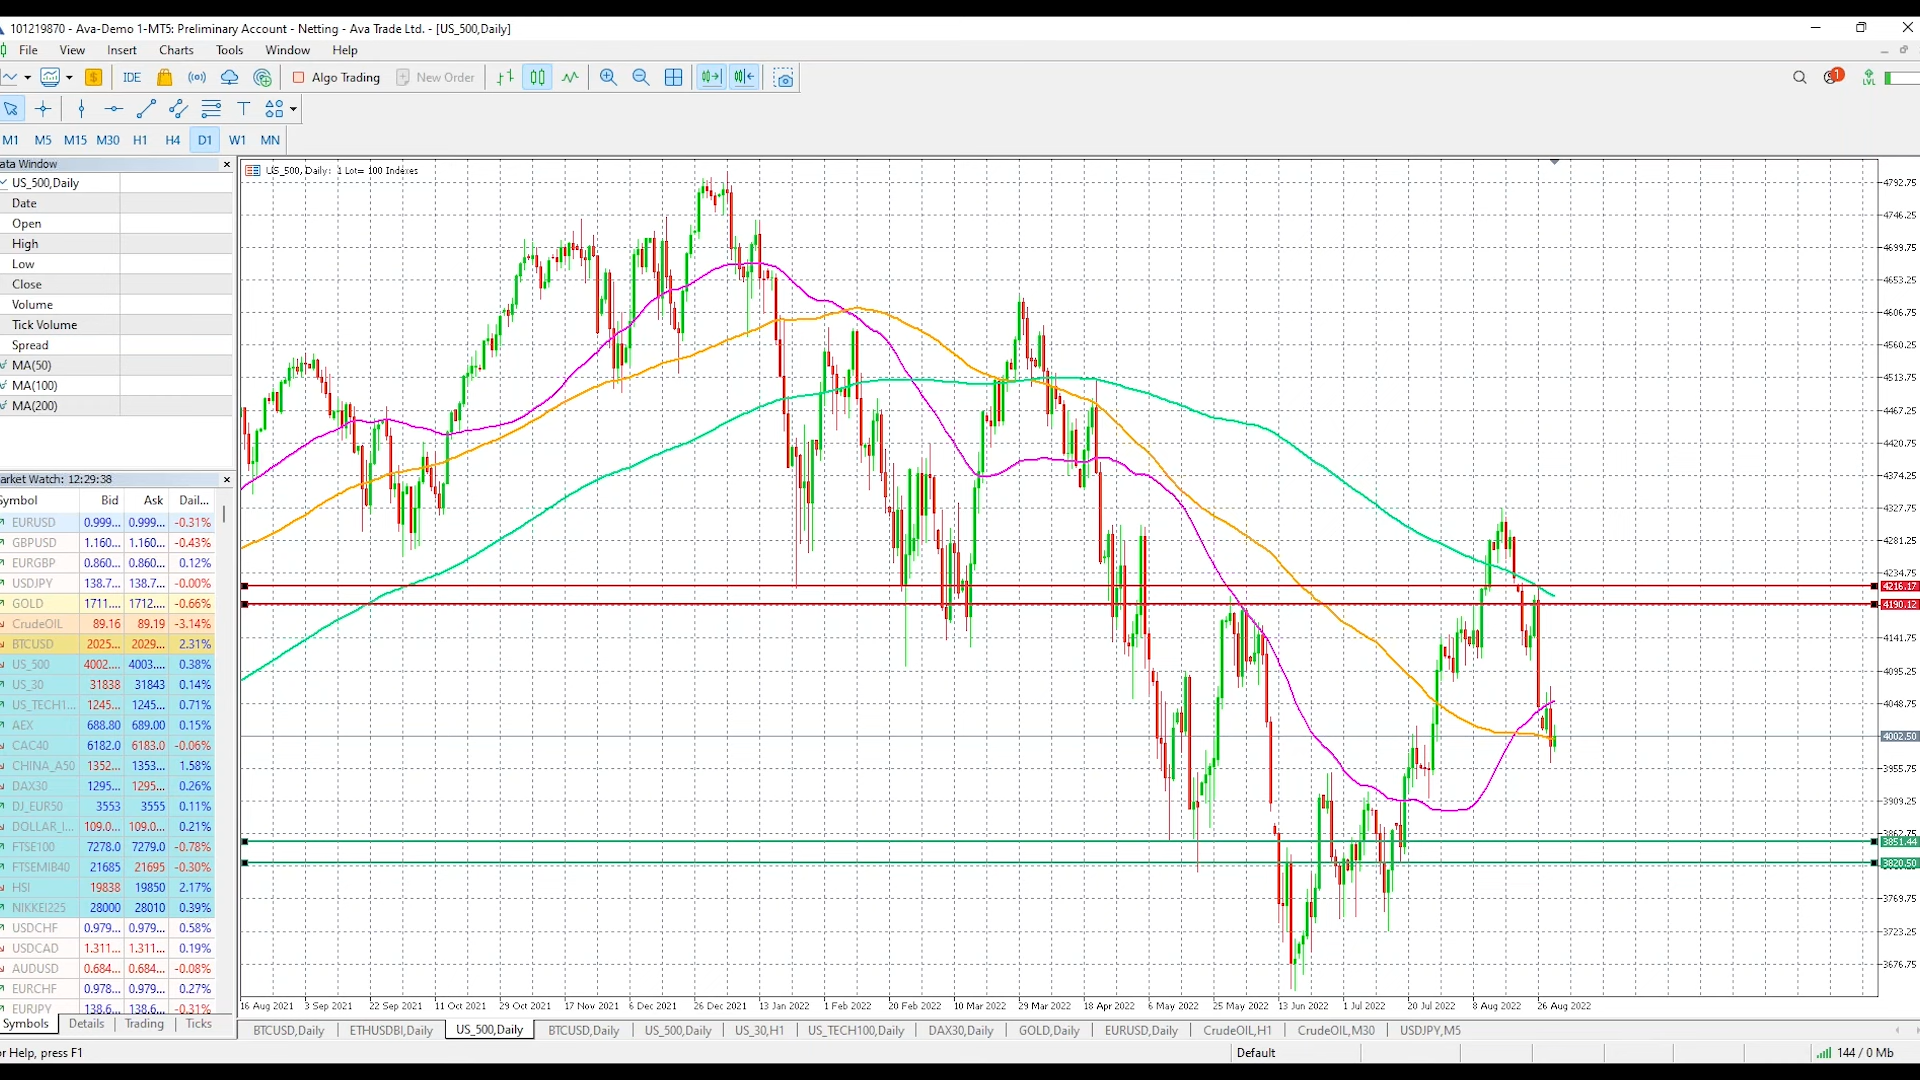 101219870 - Ava-Demo 1-MT5: Preliminary Account - Netting - Ava Trade Ltd. - [US_500,Daily]
File View Insert Charts Tools Window Help
IDE Algo Trading New Order 1 LVL
M1 M5 M15 M30 H1 H4 D1 W1 MN
ata Window
US_500,Daily
Date
Open
High
Low
Close
Volume
Tick Volume
Spread
MA(50)
MA(100)
MA(200)
arket Watch: 12:29:38
Symbol Bid Ask Dail...
EURUSD 0.999... 0.999... -0.31%
GBPUSD 1.160... 1.160... -0.43%
EURGBP 0.860... 0.860... 0.12%
USDJPY 138.7... 138.7... -0.00%
GOLD 1711.... 1712.... -0.66%
CrudeOIL 89.16 89.19 -3.14%
BTCUSD 2025... 2029... 2.31%
US_500 4002.... 4003.... 0.38%
US_30 31838 31843 0.14%
US_TECH1... 1245... 1245... 0.71%
AEX 688.80 689.00 0.15%
CAC40 6182.0 6183.0 -0.06%
CHINA_A50 1352... 1353... 1.58%
DAX30 1295... 1295... 0.26%
DJ_EUR50 3553 3555 0.11%
DOLLAR_I... 109.0... 109.0... 0.21%
FTSE100 7278.0 7279.0 -0.78%
FTSEMIB40 21685 21695 -0.30%
HSI 19838 19850 2.17%
NIKKEI225 28000 28010 0.39%
USDCHF 0.979... 0.979... 0.58%
USDCAD 1.311... 1.311... 0.19%
AUDUSD 0.684... 0.684... -0.08%
EURCHF 0.978... 0.978... 0.27%
EURJPY 138.6... 138.6... -0.31%
Symbols Details Trading Ticks
US_500, Daily: 1 Lot= 100 Indexes
4792.75
4746.25
4699.75
4653.25
4606.75
4560.25
4513.75
4467.25
4420.75
4374.25
4327.75
4281.25
4234.75
4216.17
4190.12
4141.75
4095.25
4048.75
4002.50
3955.75
3909.25
3862.75
3851.44
3820.50
3769.75
3723.25
3676.75
16 Aug 2021 3 Sep 2021 22 Sep 2021 11 Oct 2021 29 Oct 2021 17 Nov 2021 6 Dec 2021 26 Dec 2021 13 Jan 2022 1 Feb 2022 20 Feb 2022 10 Mar 2022 29 Mar 2022 18 Apr 2022 6 May 2022 25 May 2022 13 Jun 2022 1 Jul 2022 20 Jul 2022 8 Aug 2022 26 Aug 2022
BTCUSD,Daily ETHUSDBI,Daily US_500,Daily BTCUSD,Daily US_500,Daily US_30,H1 US_TECH100,Daily DAX30,Daily GOLD,Daily EURUSD,Daily CrudeOIL,H1 CrudeOIL,M30 USDJPY,M5
or Help, press F1 Default 144 / 0 Mb